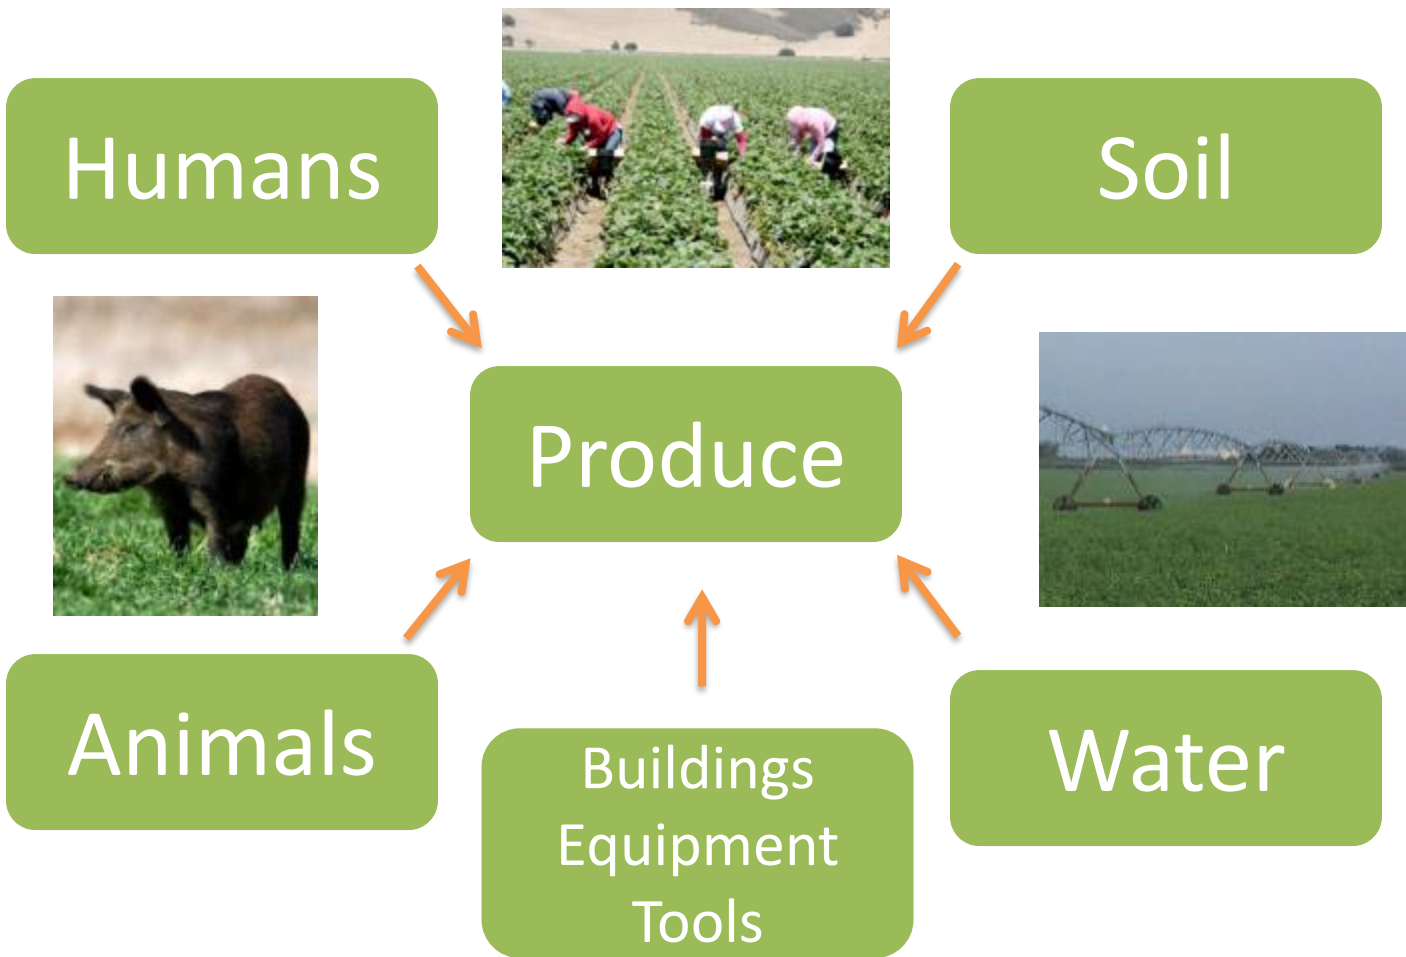 Humans
Soil
Produce
Animals
Water
Buildings
Equipment
Tools